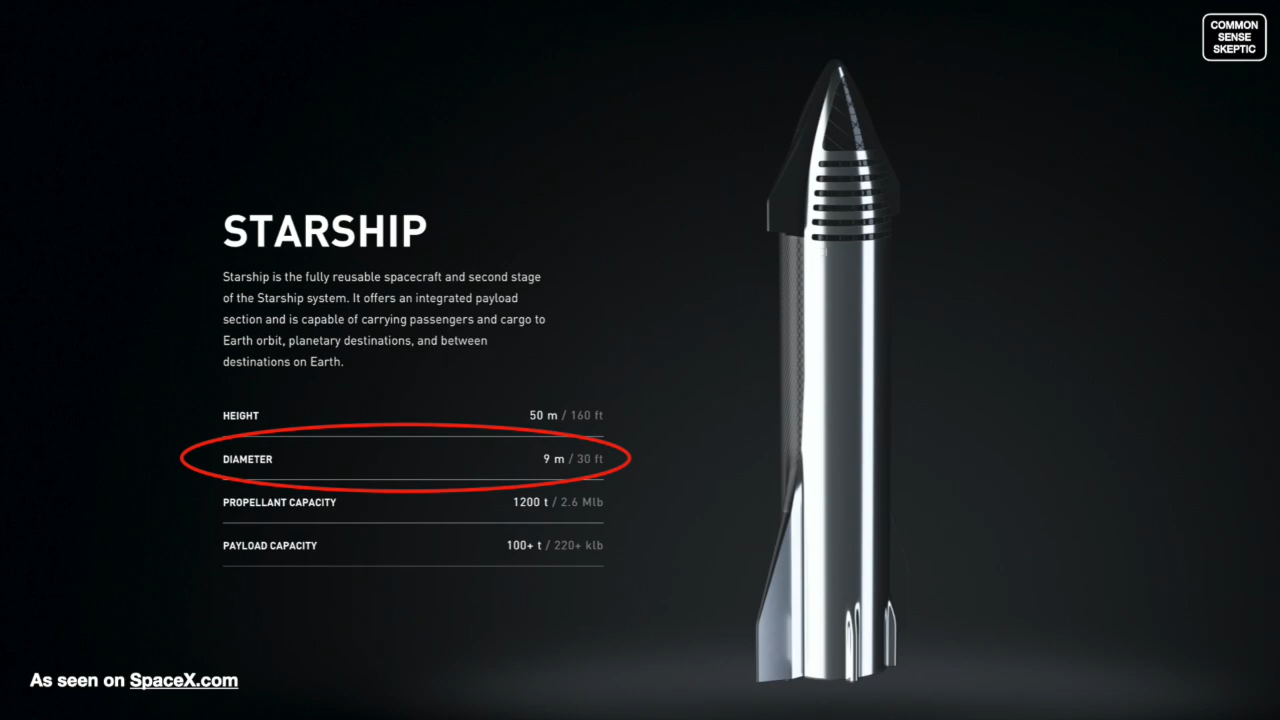 COMMON
SENSE
SKEPTIC
STARSHIP
Starship is the fully reusable spacecraft and second stage
of the Starship system. It offers an integrated payload
section and is capable of carrying passengers and cargo to
Earth orbit, planetary destinations, and between
destinations on Earth.
HEIGHT 50 m / 160 ft
DIAMETER 9 m / 30 ft
PROPELLANT CAPACITY 1200 t / 2.6 Mlb
PAYLOAD CAPACITY 100+ t / 220+ klb
As seen on SpaceX.com